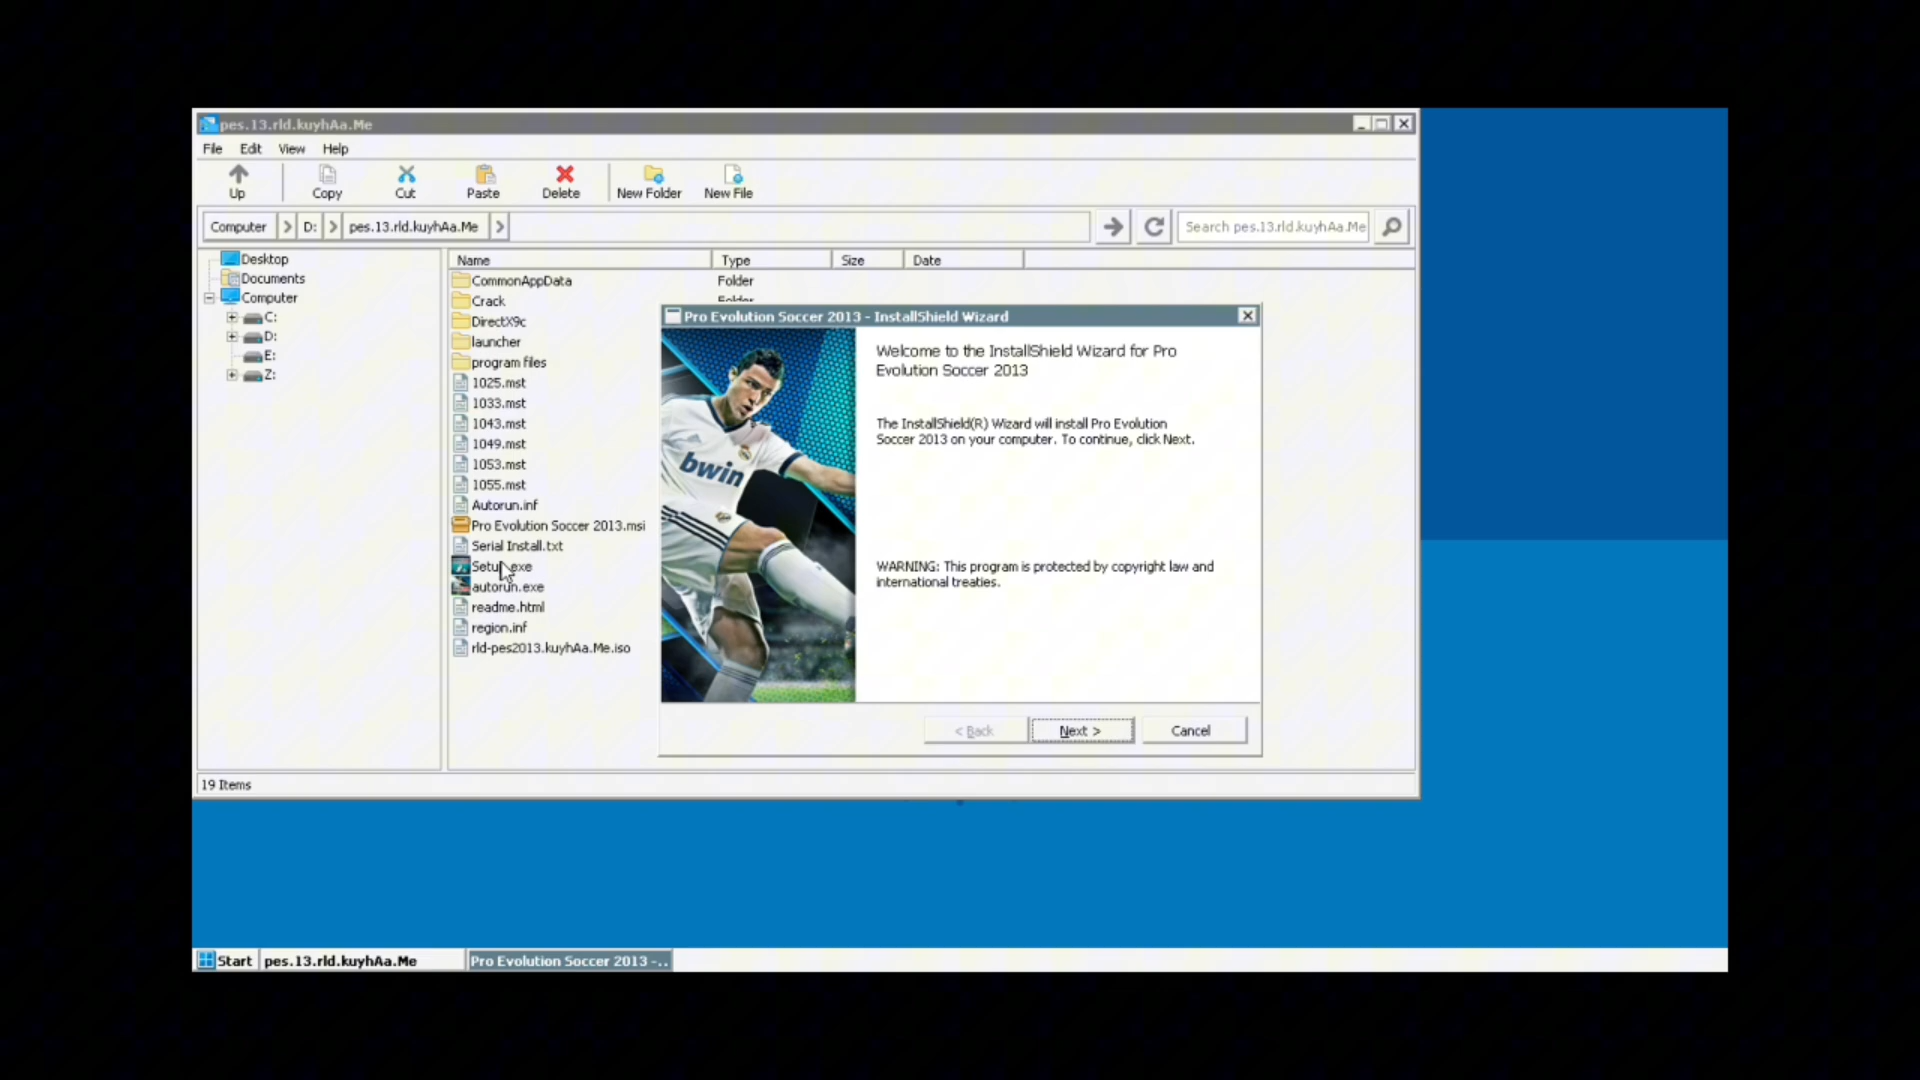 pes.13.rld.kuyhAa.Me
File Edit View Help
Up Copy Cut Paste Delete New Folder New File
Computer D: pes.13.rld.kuyhAa.Me Search pes.13.rld.kuyhAa.Me
Desktop
Documents
Computer
C:
D:
E:
Z:
Name Type Size Date
CommonAppData Folder
Crack Folder
DirectX9c
launcher
program files
1025.mst
1033.mst
1043.mst
1049.mst
1053.mst
1055.mst
Autorun.inf
Pro Evolution Soccer 2013.msi
Serial Install.txt
Setup.exe
autorun.exe
readme.html
region.inf
rld-pes2013.kuyhAa.Me.iso
Pro Evolution Soccer 2013 - InstallShield Wizard
bwin
Welcome to the InstallShield Wizard for Pro
Evolution Soccer 2013
The InstallShield(R) Wizard will install Pro Evolution
Soccer 2013 on your computer. To continue, click Next.
WARNING: This program is protected by copyright law and
international treaties.
< Back Next > Cancel
19 Items
Start pes.13.rld.kuyhAa.Me Pro Evolution Soccer 2013 -..